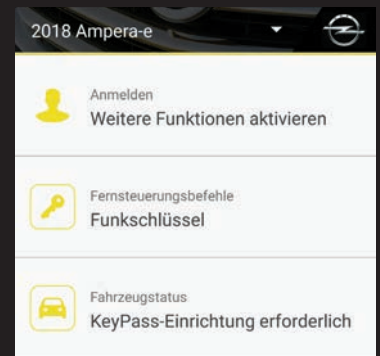 2018 Ampera-e
Anmelden
Weitere Funktionen aktivieren
Fernsteuerungsbefehle
Funkschlüssel
Fahrzeugstatus
KeyPass-Einrichtung erforderlich